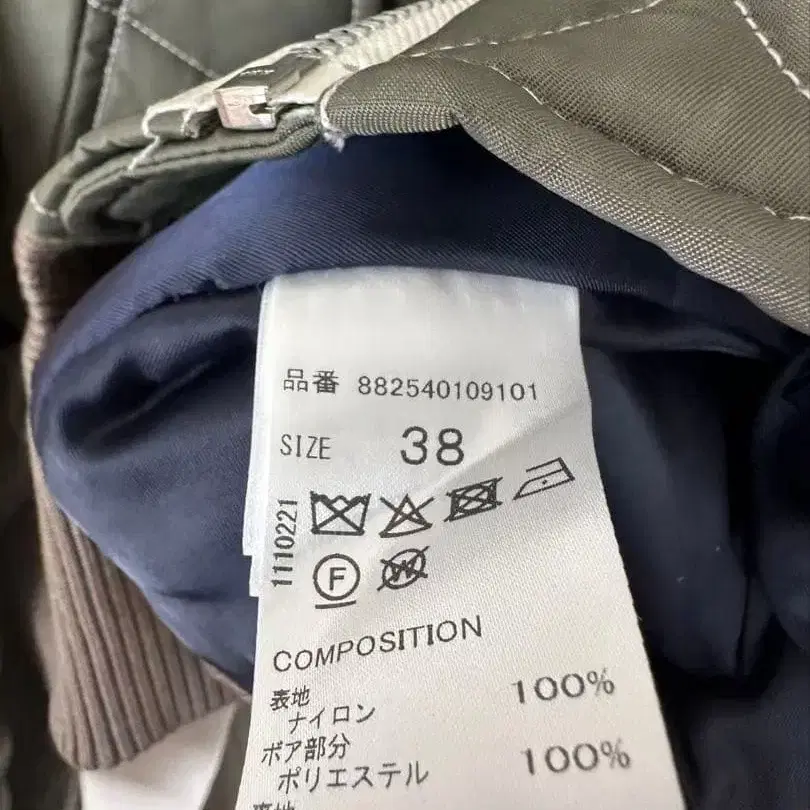 品番 882540109101
SIZE 38
1110221
F
W
COMPOSITION
表地
ナイロン 100%
ボア部分
ポリエステル 100%